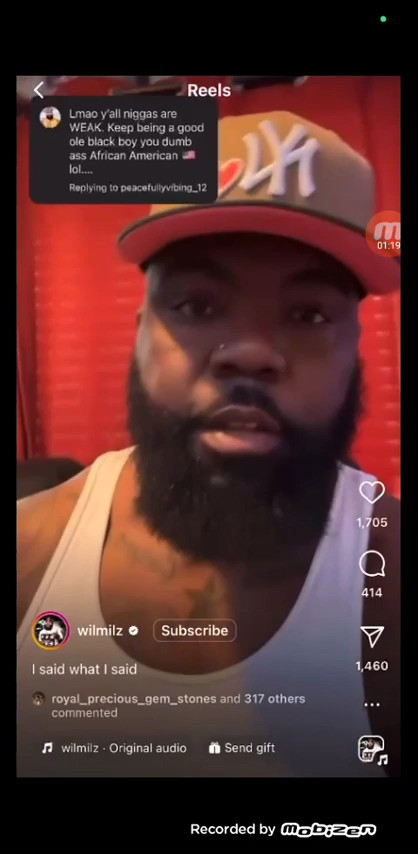 Reels
Lmao y'all niggas are
WEAK. Keep being a good
ole black boy you dumb
ass African American 🇺🇸
lol....
Replying to peacefullyvibing_12
01:19
1,705
414
wilmilz
Subscribe
1,460
I said what I said
royal_precious_gem_stones and 317 others
commented
wilmilz · Original audio
Send gift
Recorded by Mobizen